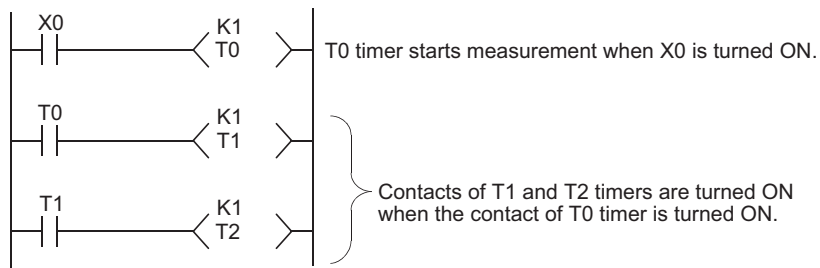 X0
K1
T0
T0 timer starts measurement when X0 is turned ON.
T0
K1
T1
T1
K1
T2
Contacts of T1 and T2 timers are turned ON
when the contact of T0 timer is turned ON.